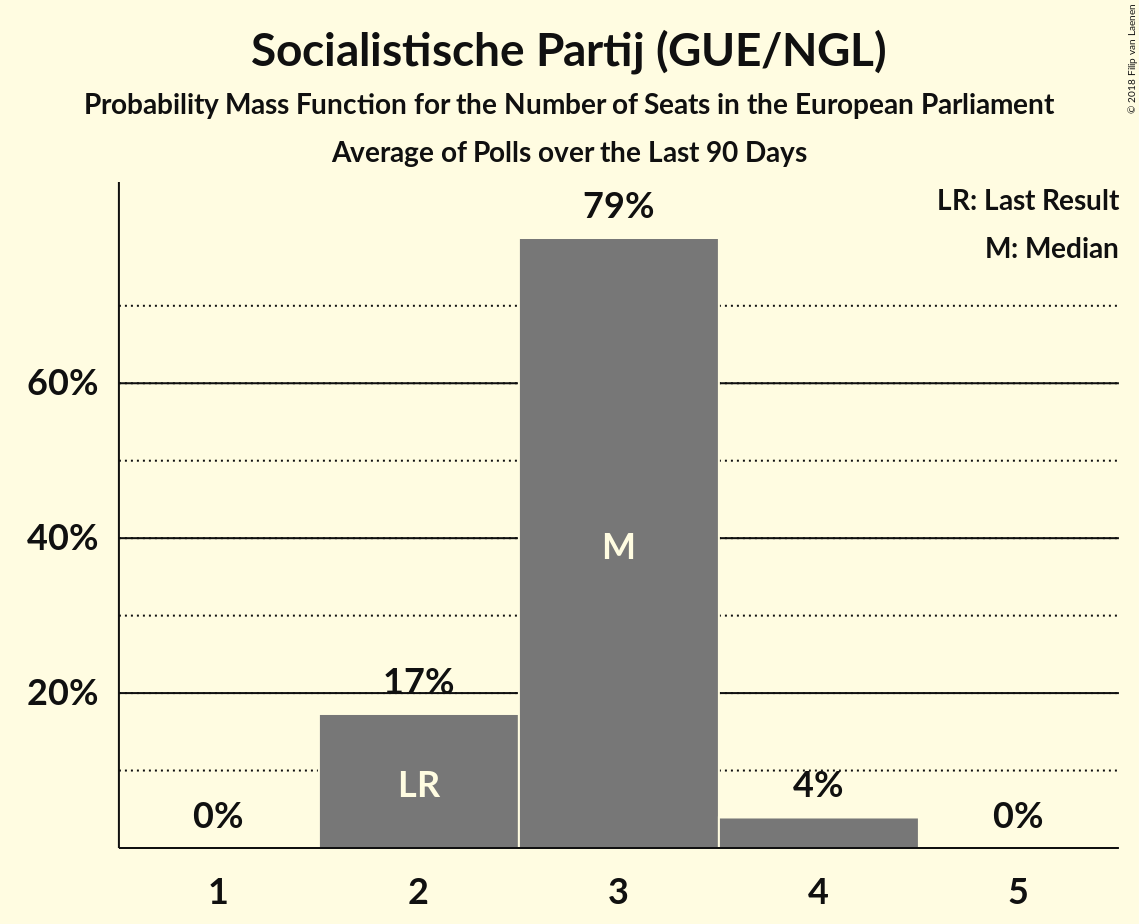 Socialistische Partij (GUE/NGL)
Probability Mass Function for the Number of Seats in the European Parliament
Average of Polls over the Last 90 Days
© 2018 Filip van Laenen
LR: Last Result
M: Median
79%
60%
40%
20%
M
17%
LR
4%
0%
0%
1
2
3
4
5